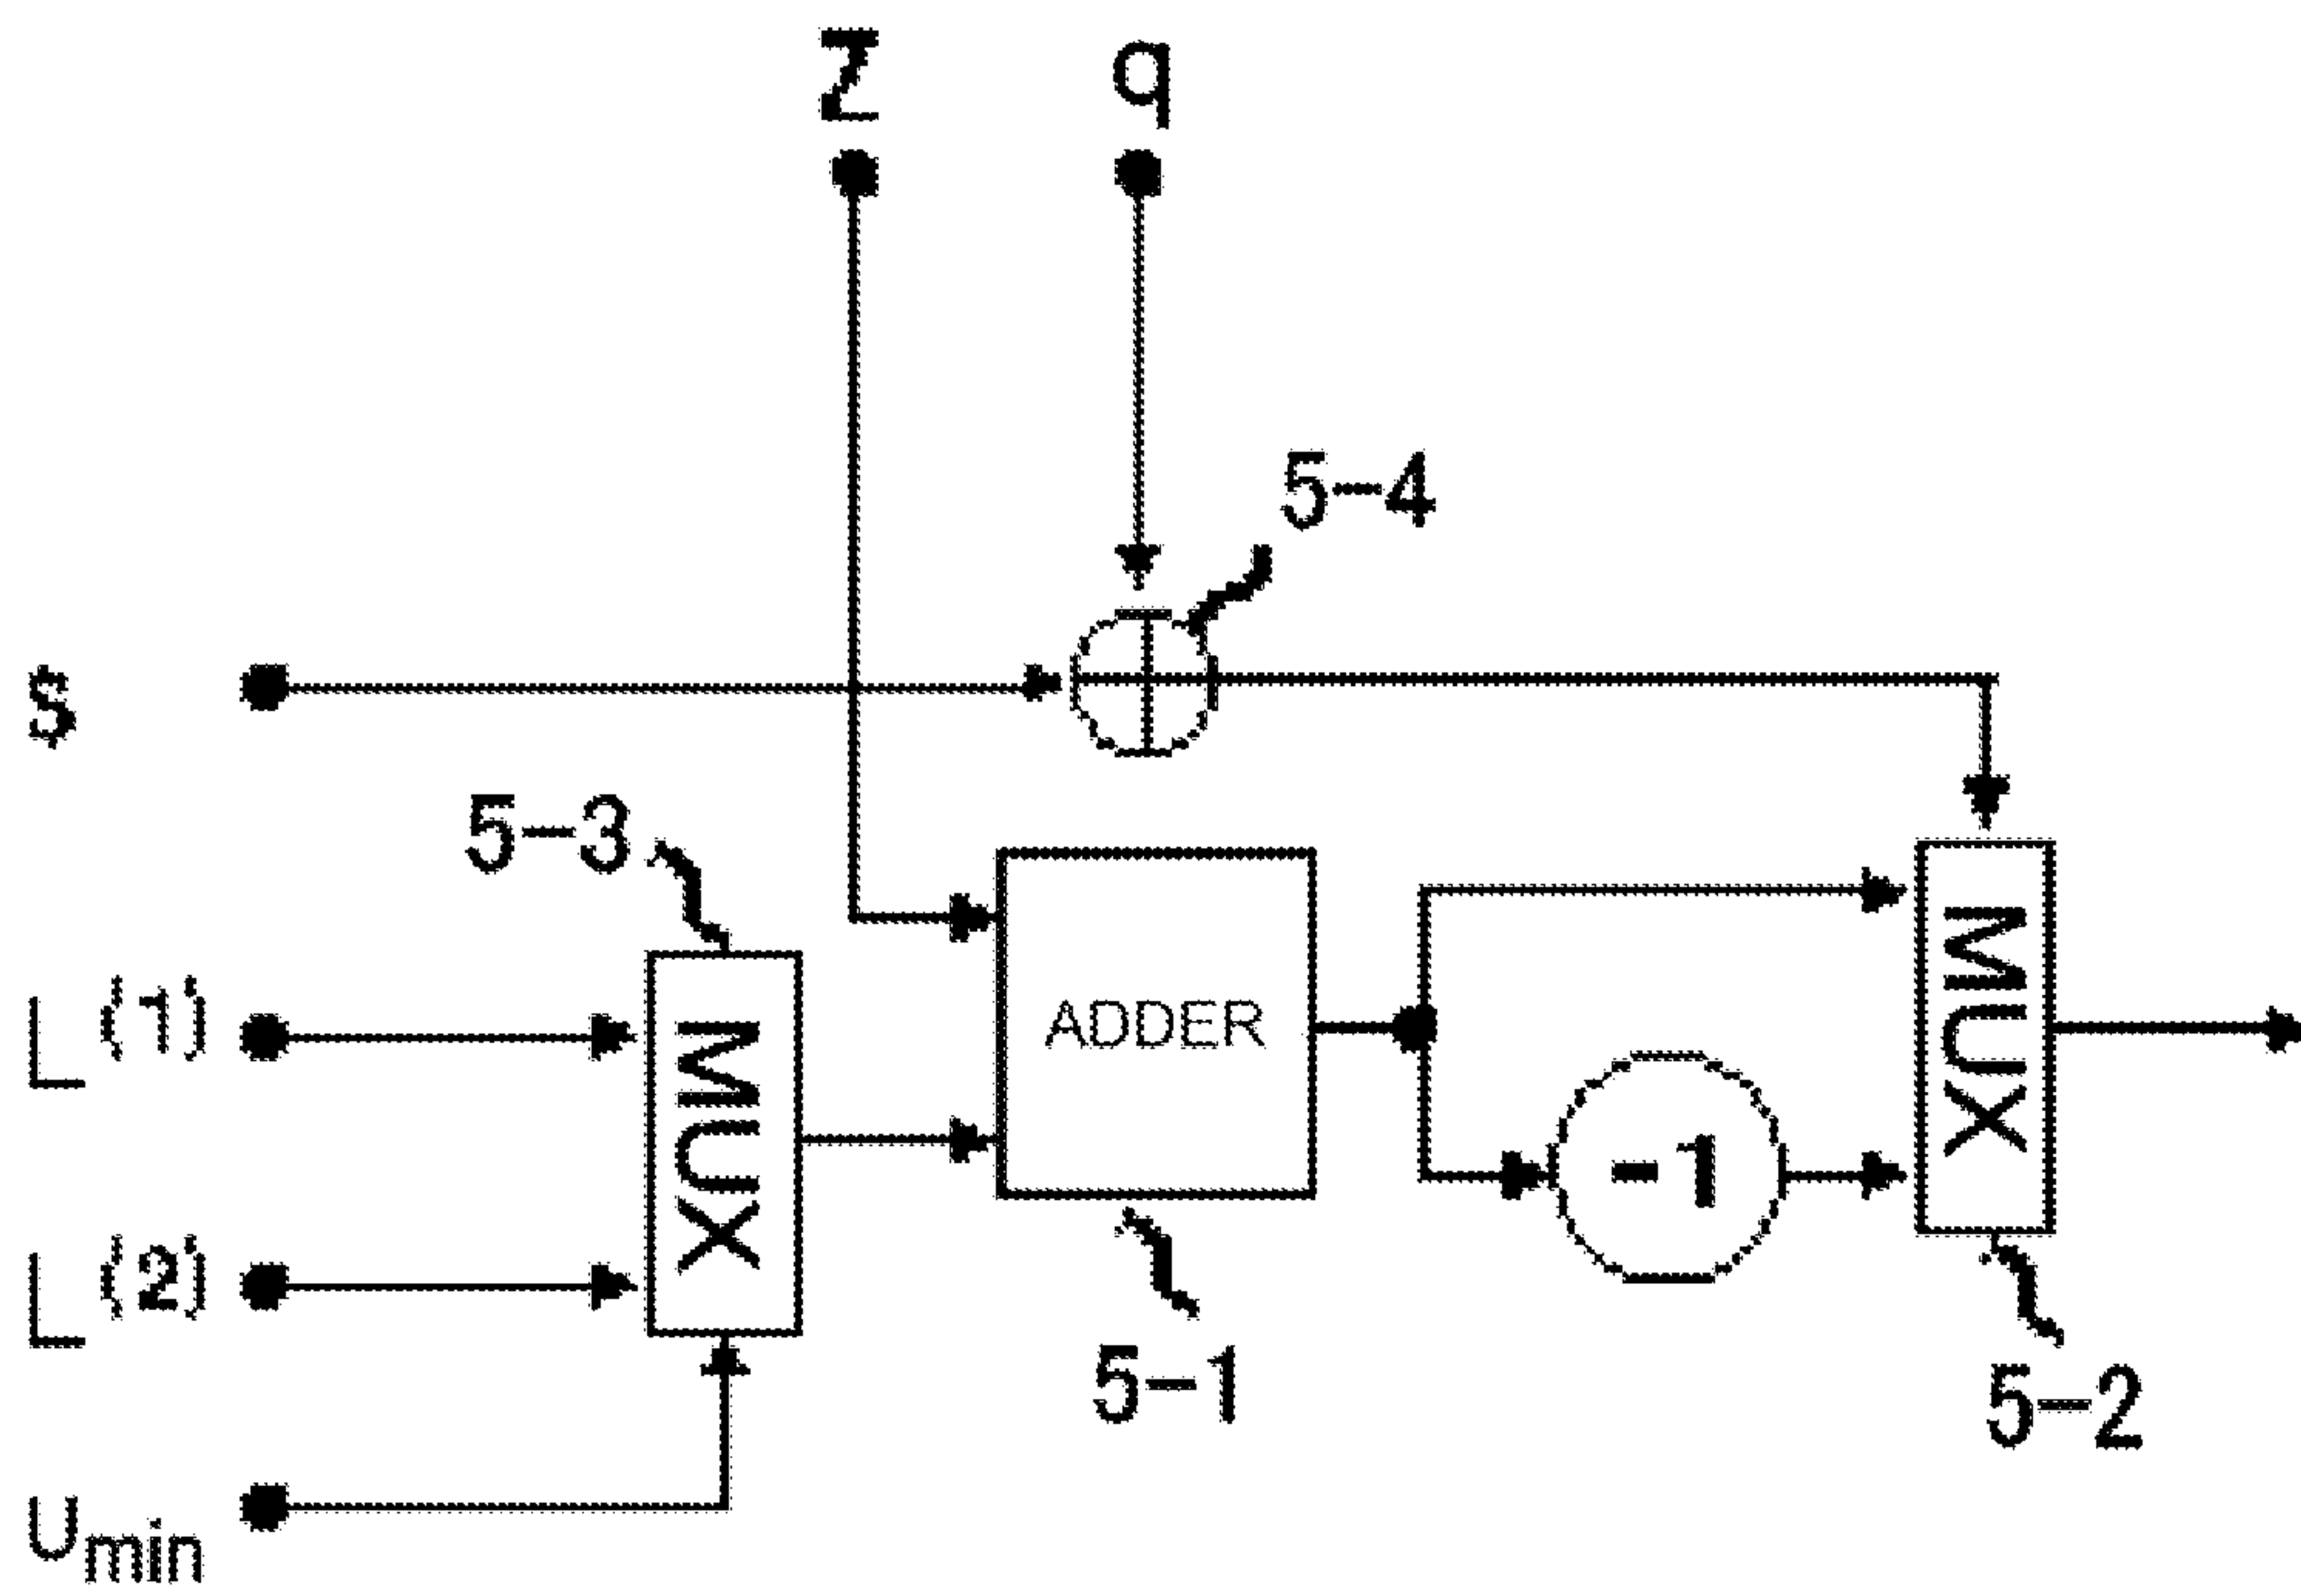 Z q
5-4
S
5-3
L(1)
MUX
ADDER
MUX
-1
L(2)
5-1
5-2
Umin